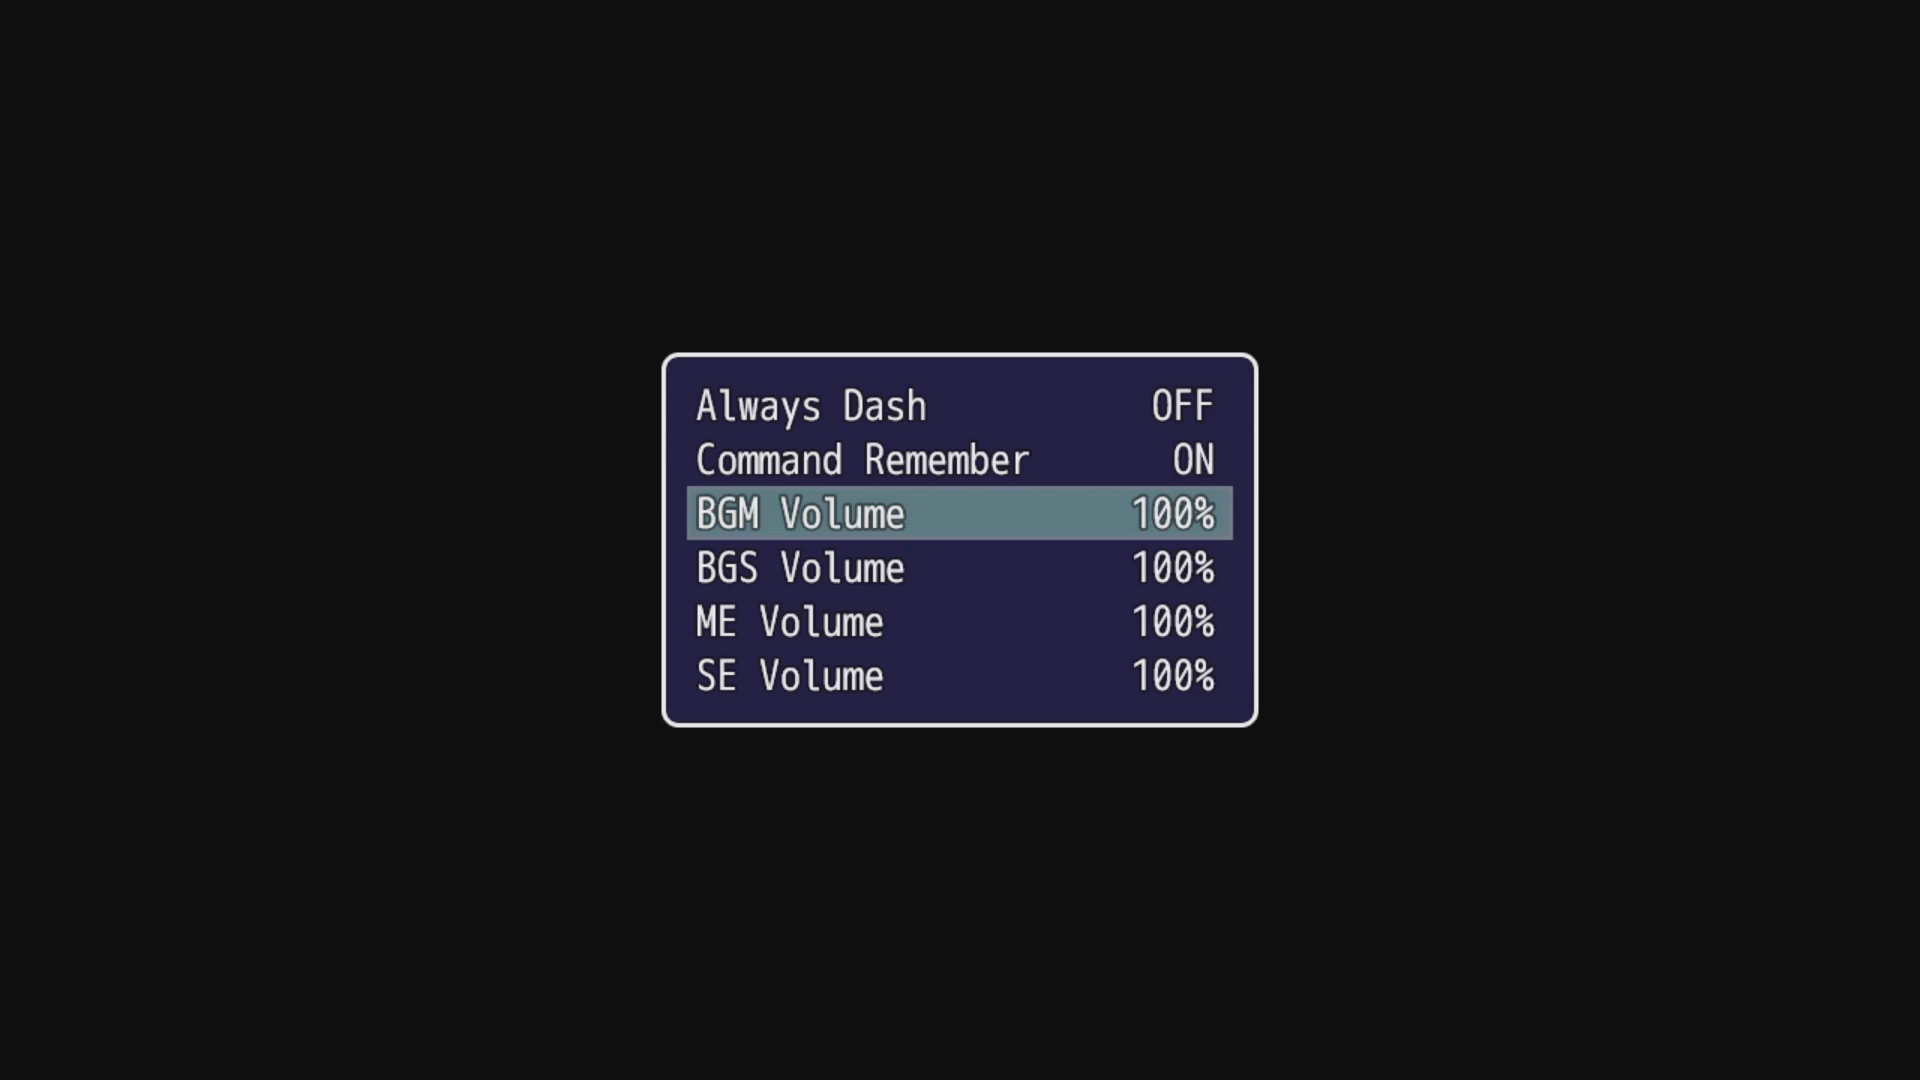 Always Dash OFF
Command Remember ON
BGM Volume 100%
BGS Volume 100%
ME Volume 100%
SE Volume 100%